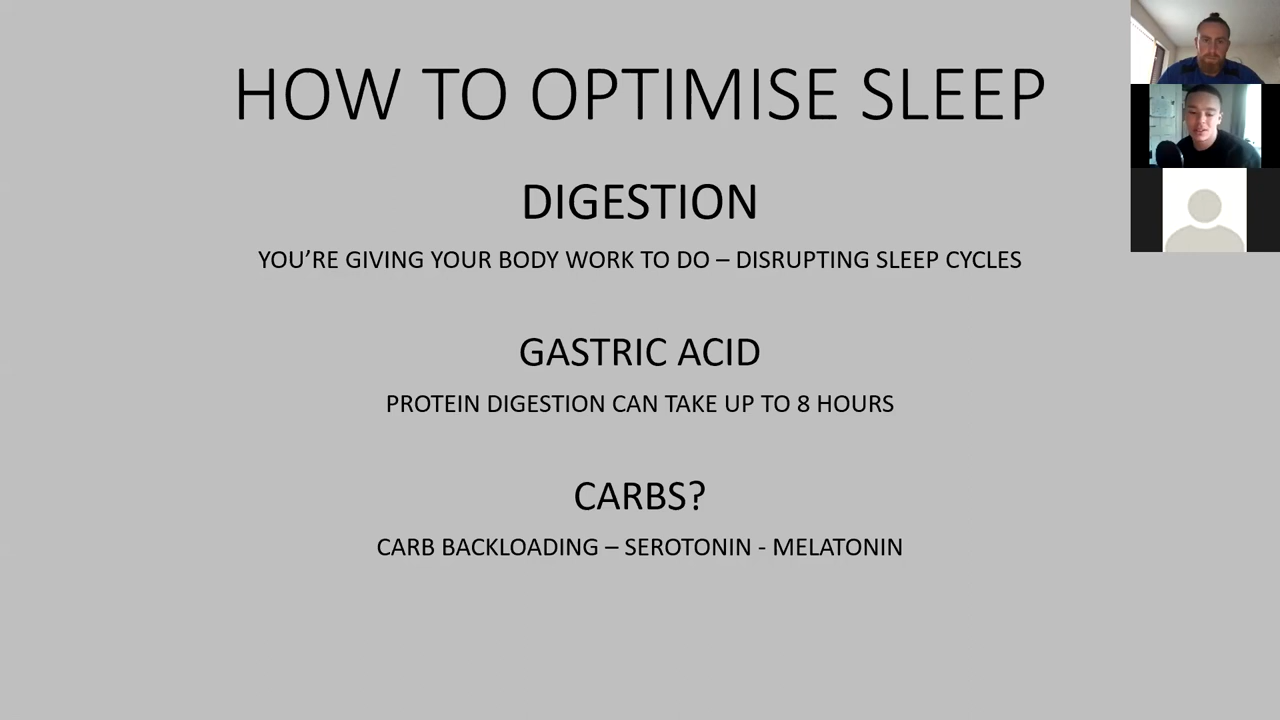 HOW TO OPTIMISE SLEEP
DIGESTION
YOU’RE GIVING YOUR BODY WORK TO DO – DISRUPTING SLEEP CYCLES
GASTRIC ACID
PROTEIN DIGESTION CAN TAKE UP TO 8 HOURS
CARBS?
CARB BACKLOADING – SEROTONIN - MELATONIN